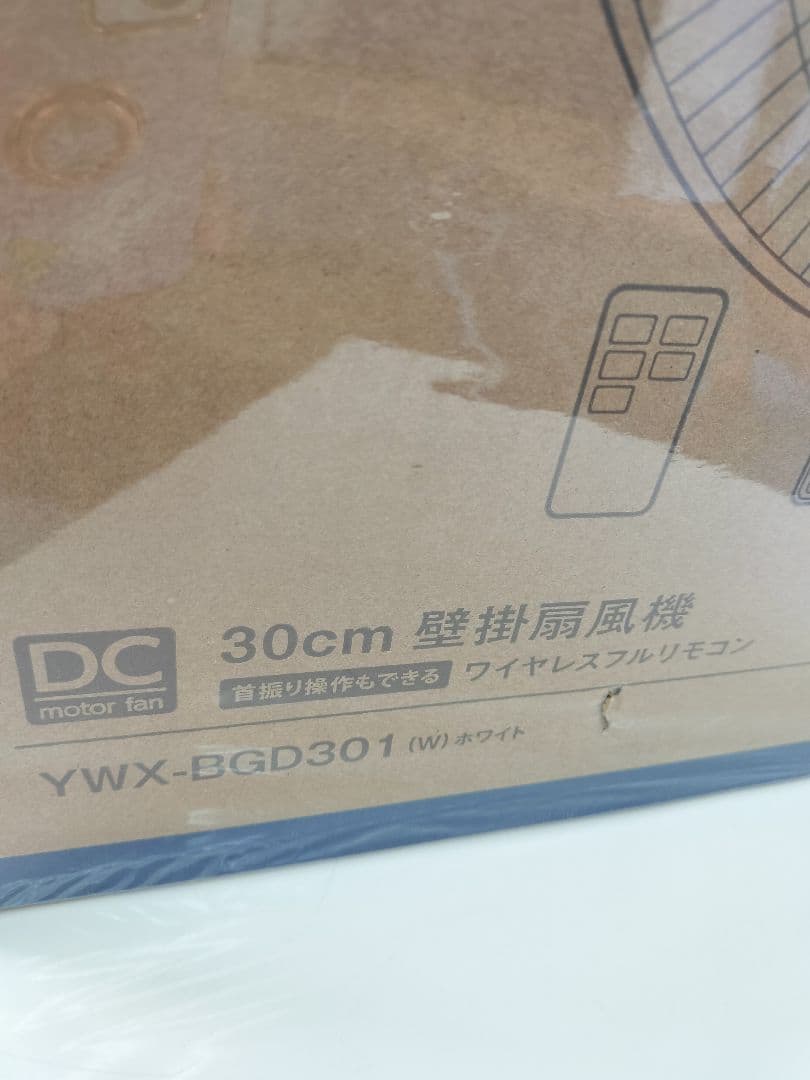 DC
motor fan
30cm 壁掛扇風機
首振り操作もできる ワイヤレスフルリモコン
YWX-BGD301 (W) ホワイト